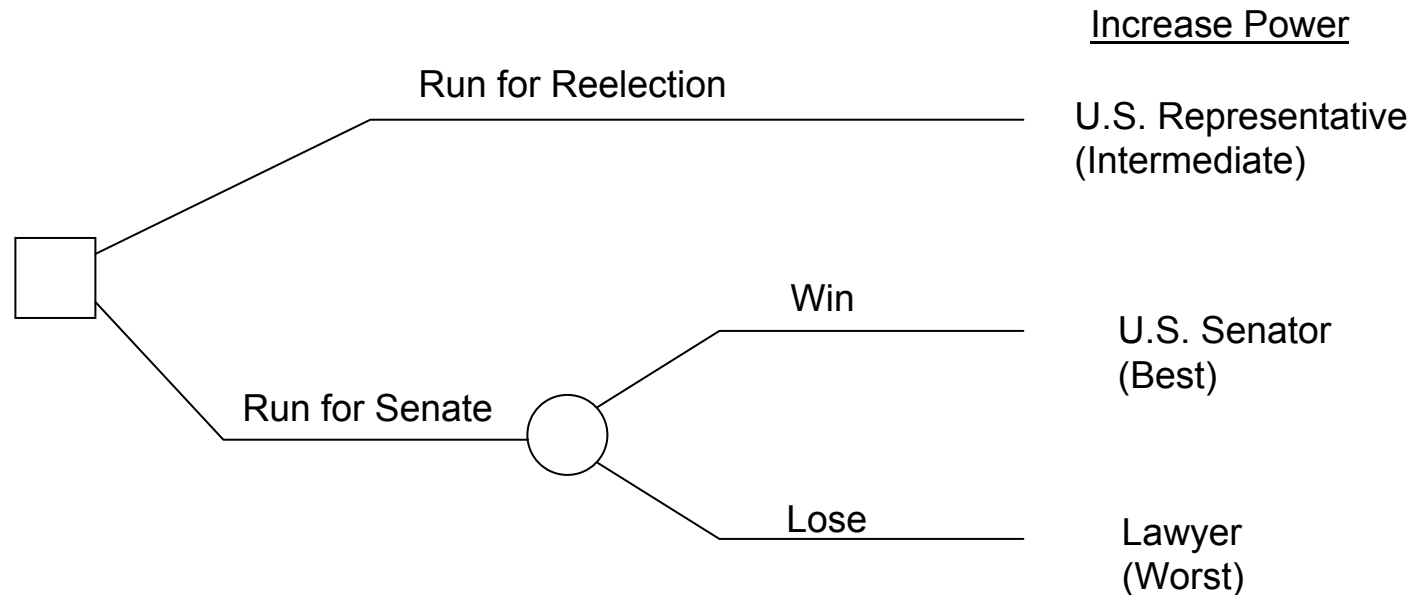 Increase Power
Run for Reelection
U.S. Representative
(Intermediate)
Win
U.S. Senator
(Best)
Run for Senate
Lose
Lawyer
(Worst)